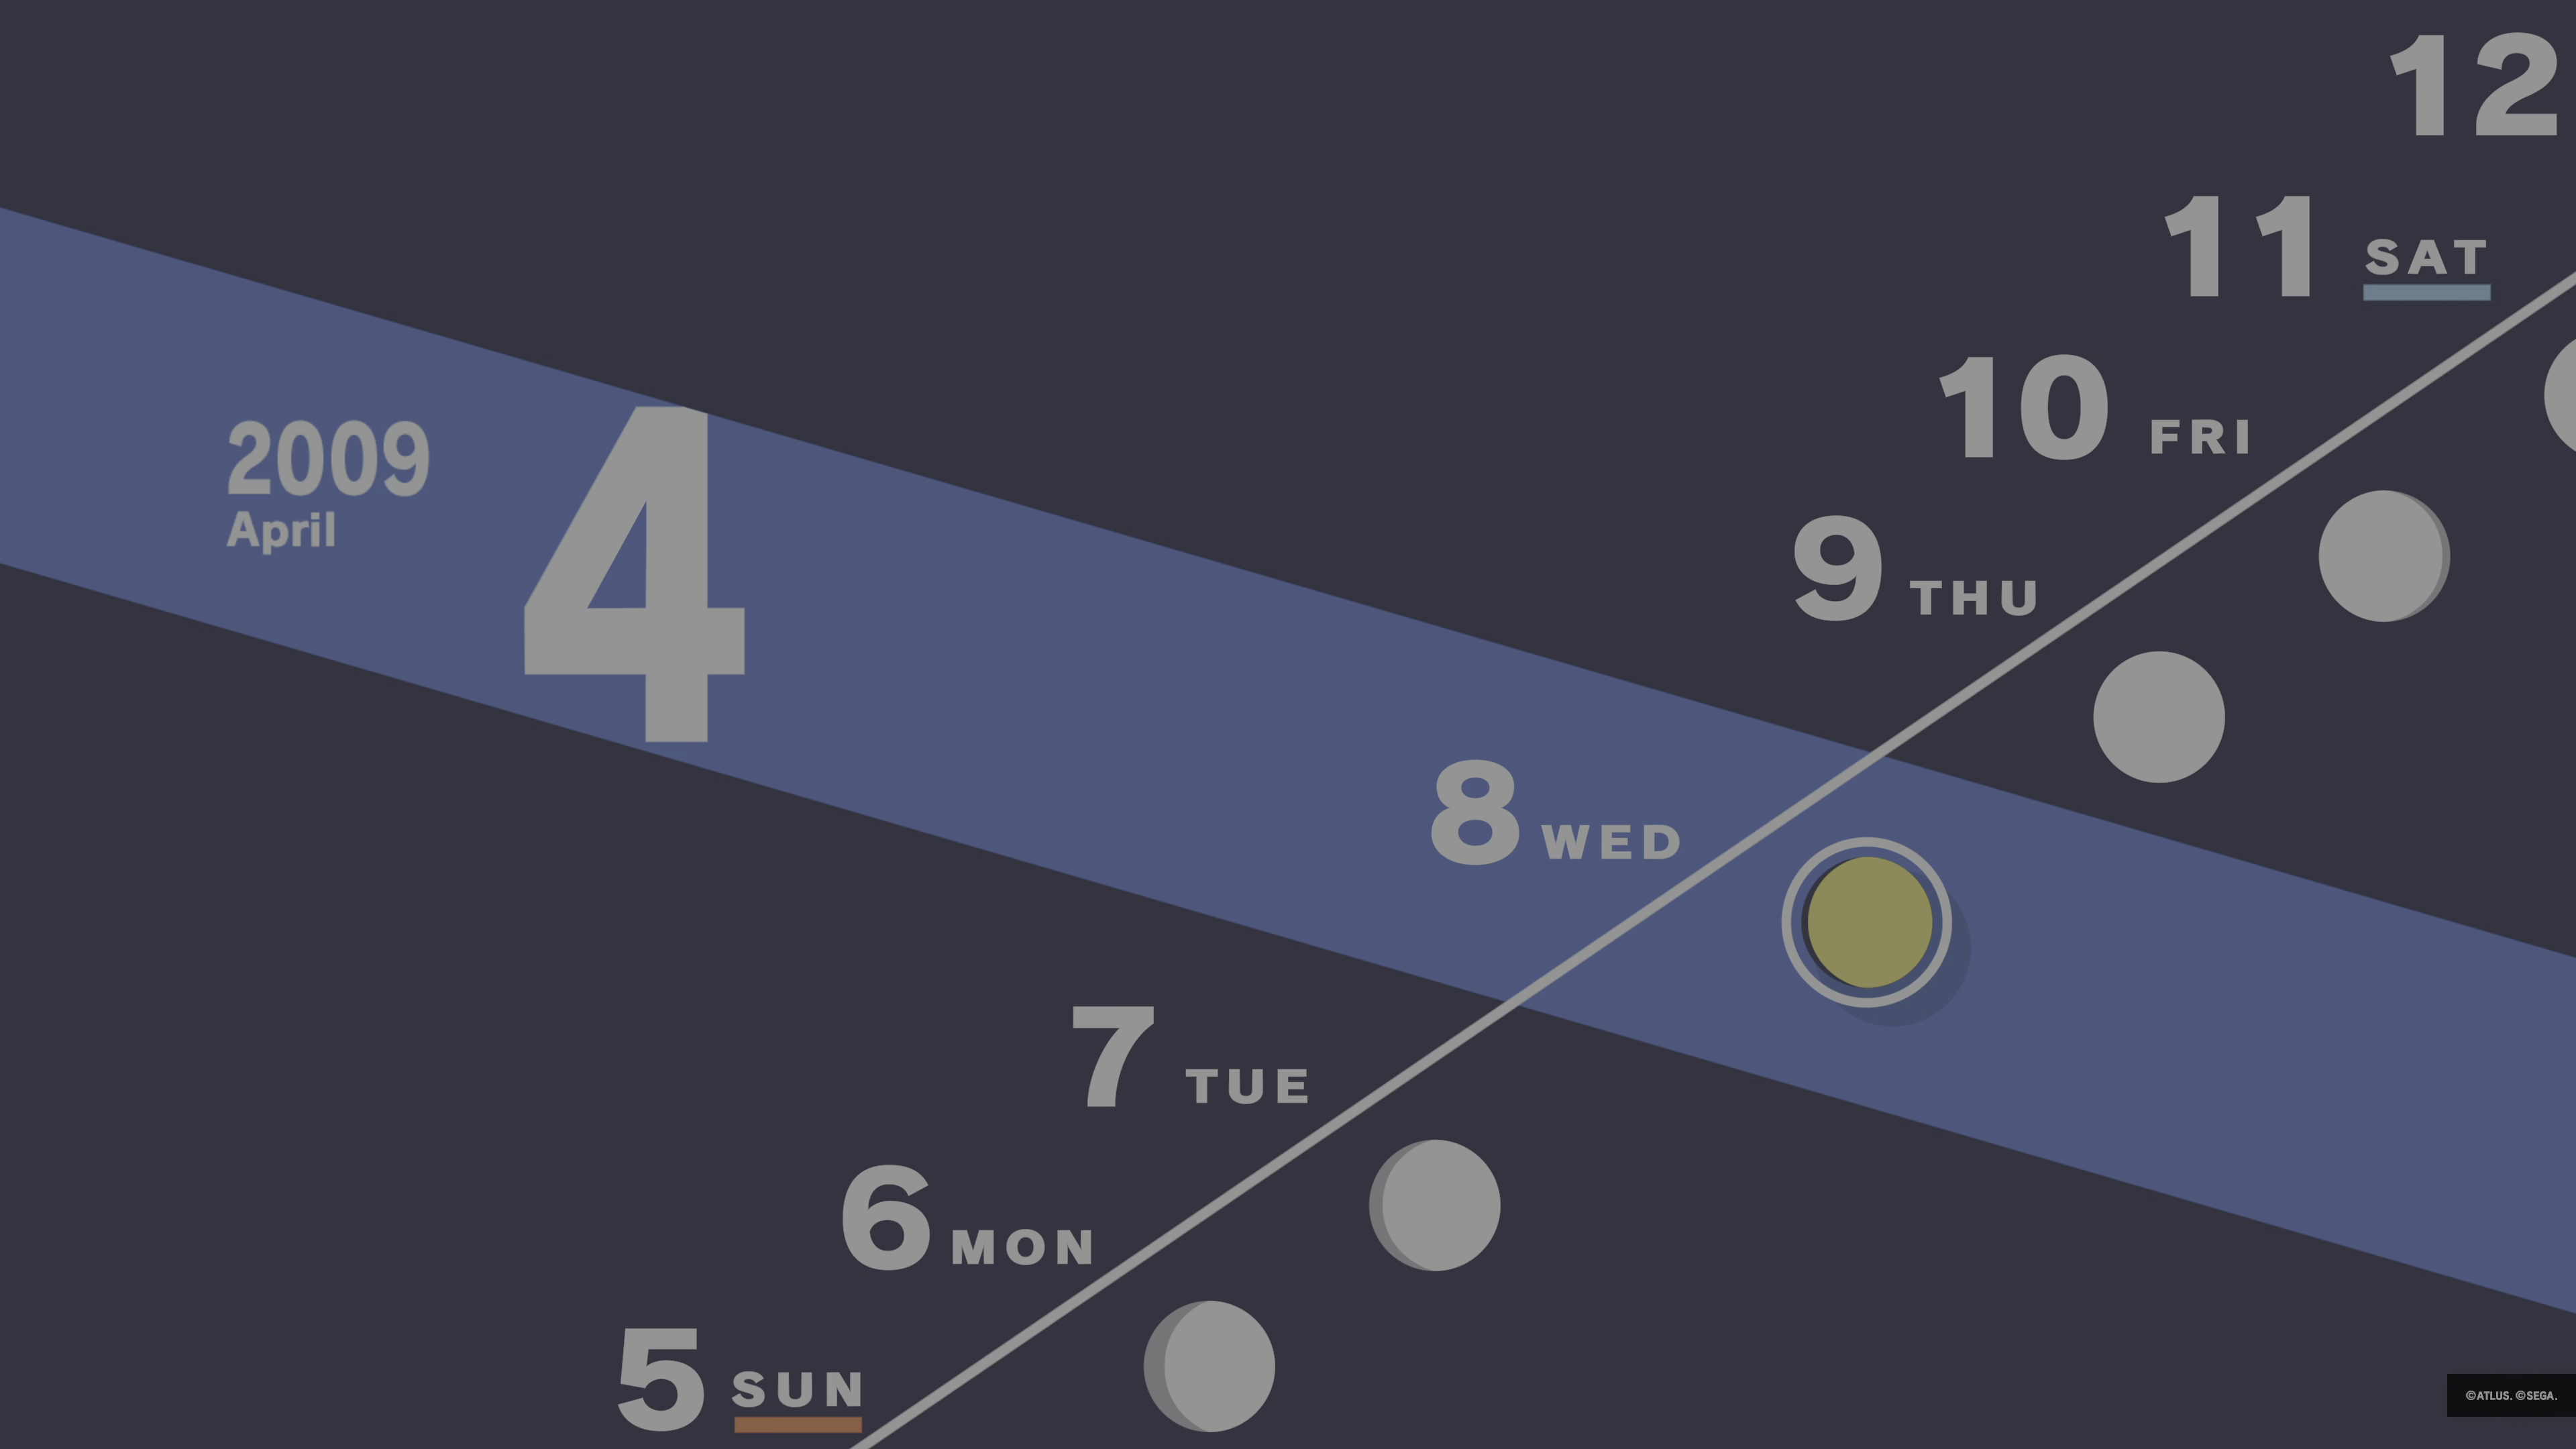 2009
April
4
12
11 SAT
10 FRI
9 THU
8 WED
7 TUE
6 MON
5 SUN
©ATLUS. ©SEGA.